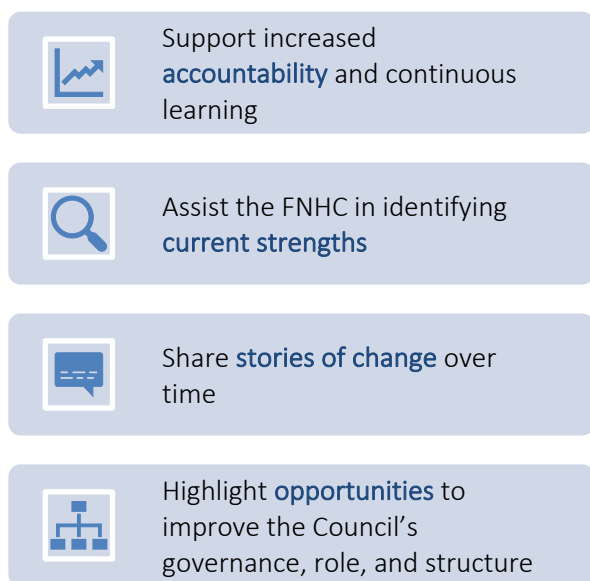 Support increased
accountability and continuous
learning
Assist the FNHC in identifying
current strengths
Share stories of change over
time
Highlight opportunities to
improve the Council’s
governance, role, and structure